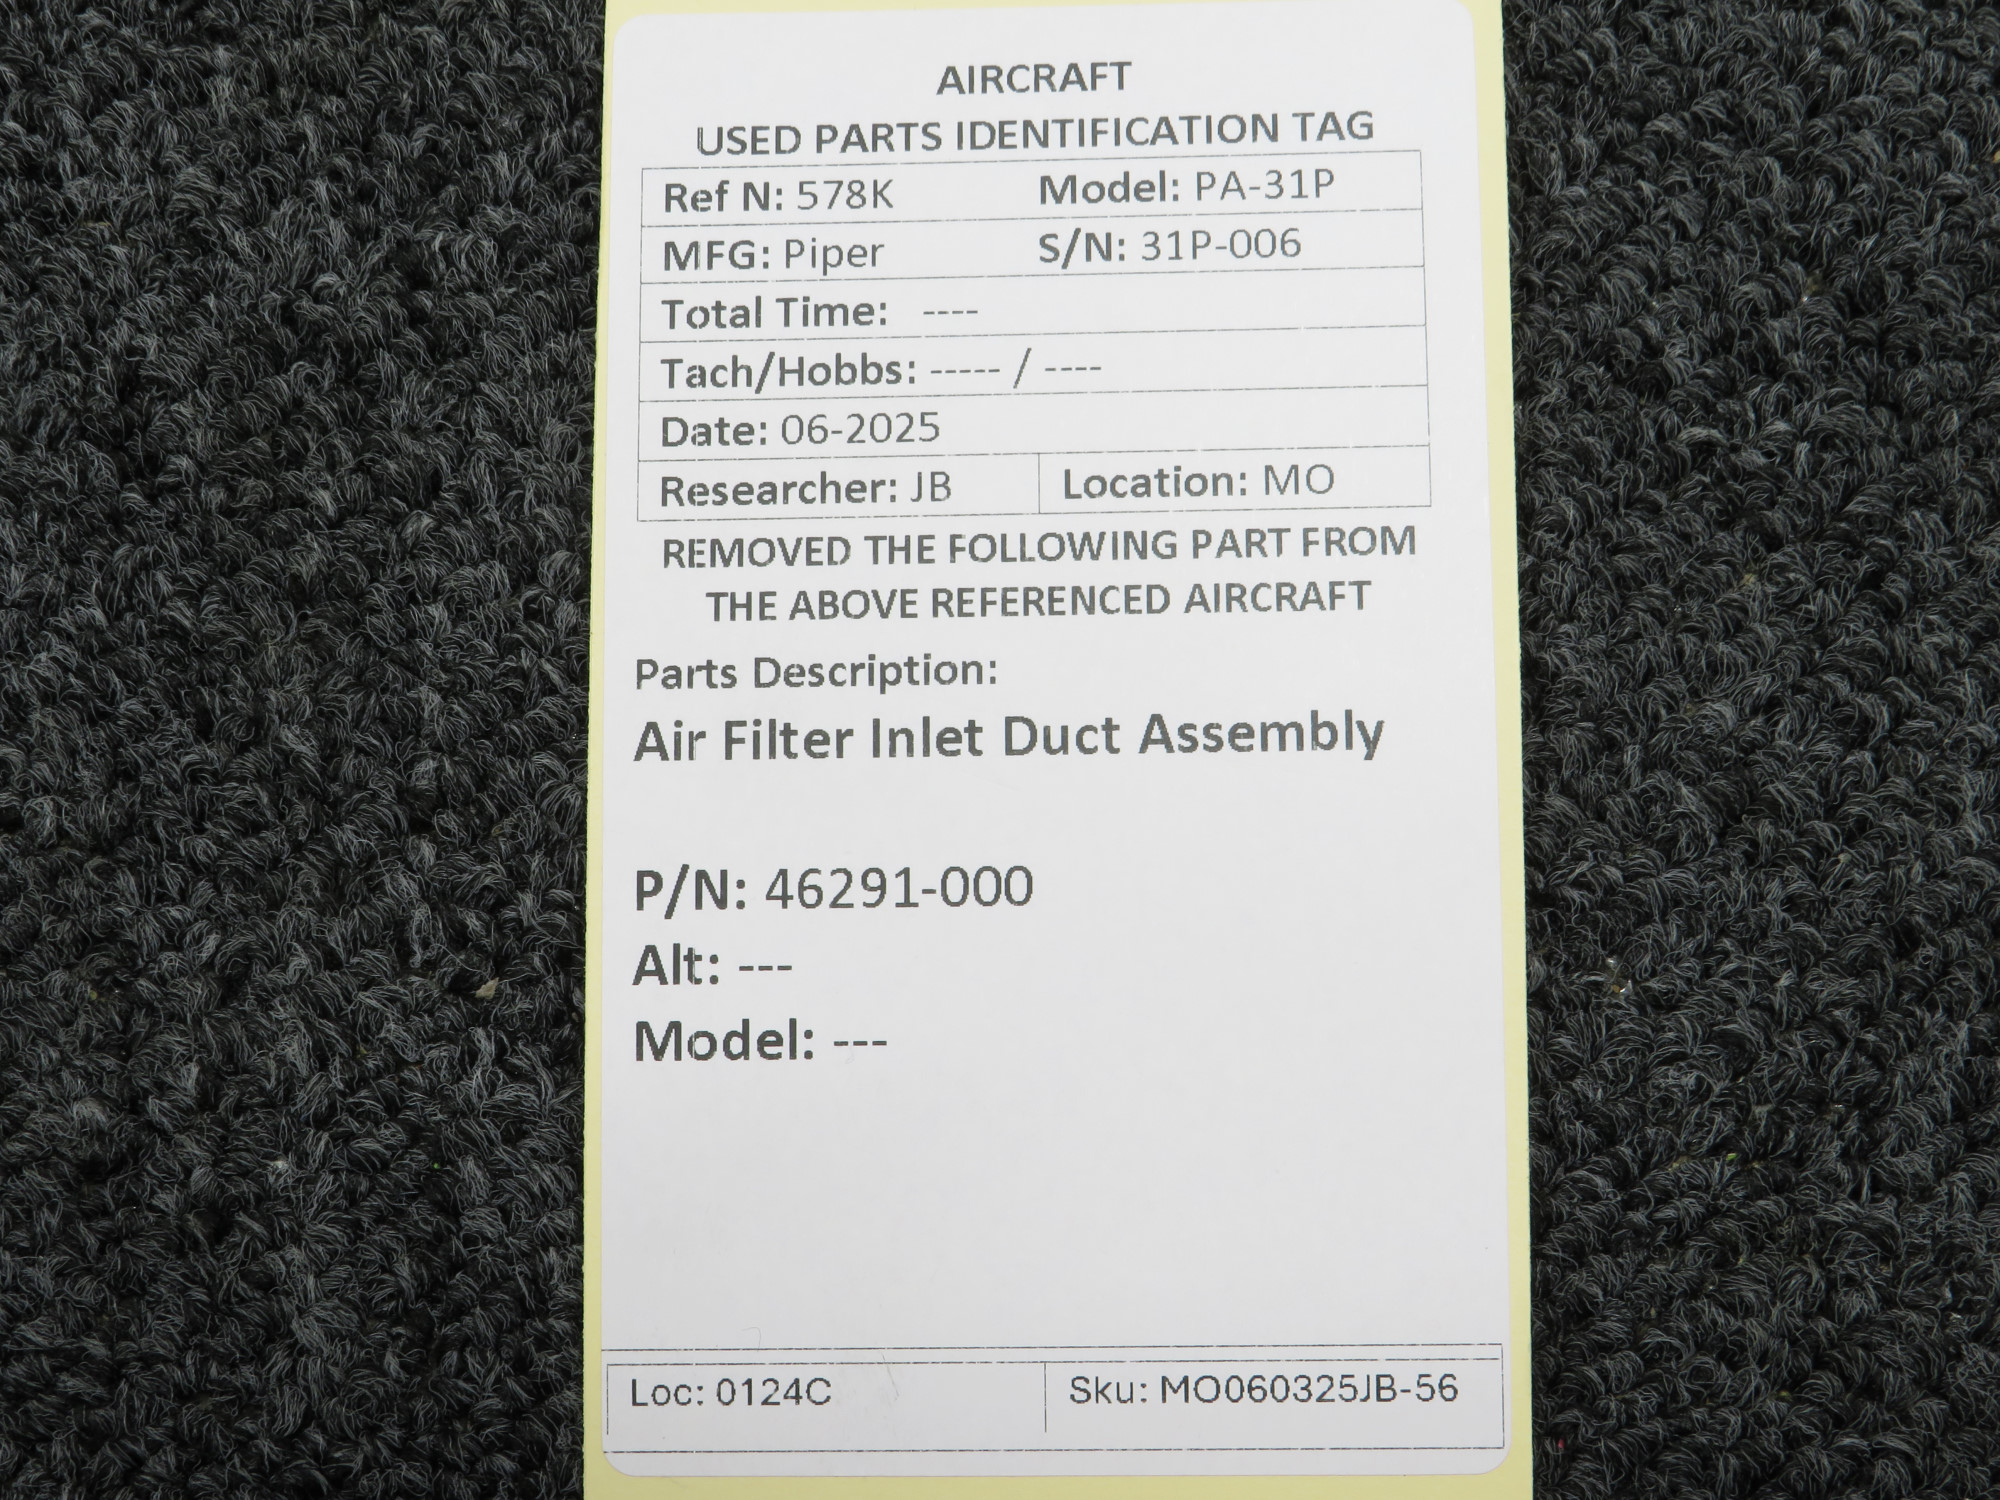 AIRCRAFT
USED PARTS IDENTIFICATION TAG
Ref N: 578K Model: PA-31P
MFG: Piper S/N: 31P-006
Total Time: ----
Tach/Hobbs: ----- / ----
Date: 06-2025
Researcher: JB Location: MO
REMOVED THE FOLLOWING PART FROM
THE ABOVE REFERENCED AIRCRAFT
Parts Description:
Air Filter Inlet Duct Assembly
P/N: 46291-000
Alt: ---
Model: ---
Loc: 0124C Sku: MO060325JB-56